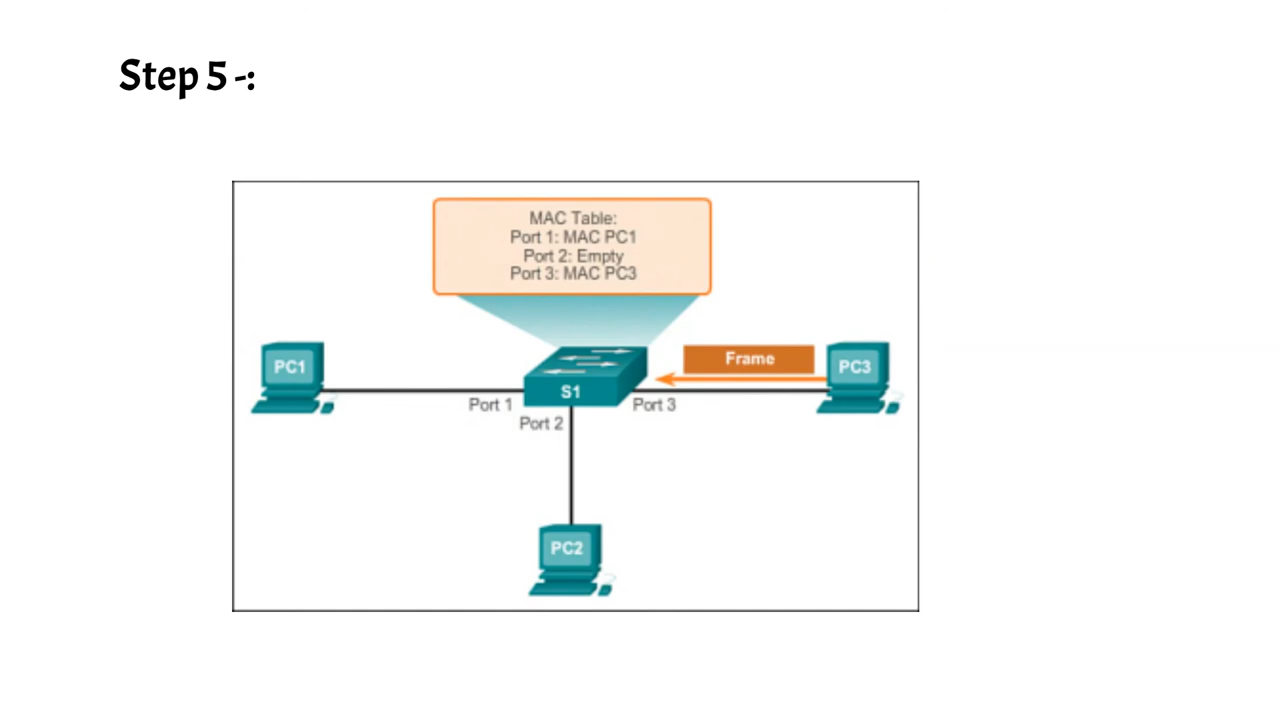 Step 5 -:
MAC Table:
Port 1: MAC PC1
Port 2: Empty
Port 3: MAC PC3
PC1
Frame
PC3
S1
Port 1
Port 3
Port 2
PC2